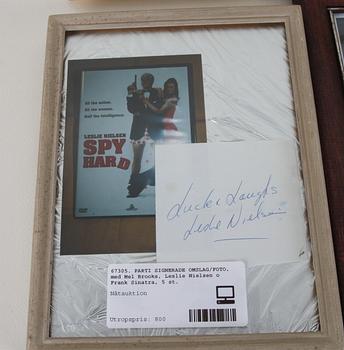 All the action.
All the women.
Half the intelligence.
LESLIE NIELSEN
SPY
HARD
Lucks Laughs
Leslie Nielsen
67305. PARTI SIGNERADE OMSLAG/FOTO.
med Mel Brooks, Leslie Nielsen o
Frank Sinatra, 5 st.
Nätauktion
Utropspris: 800